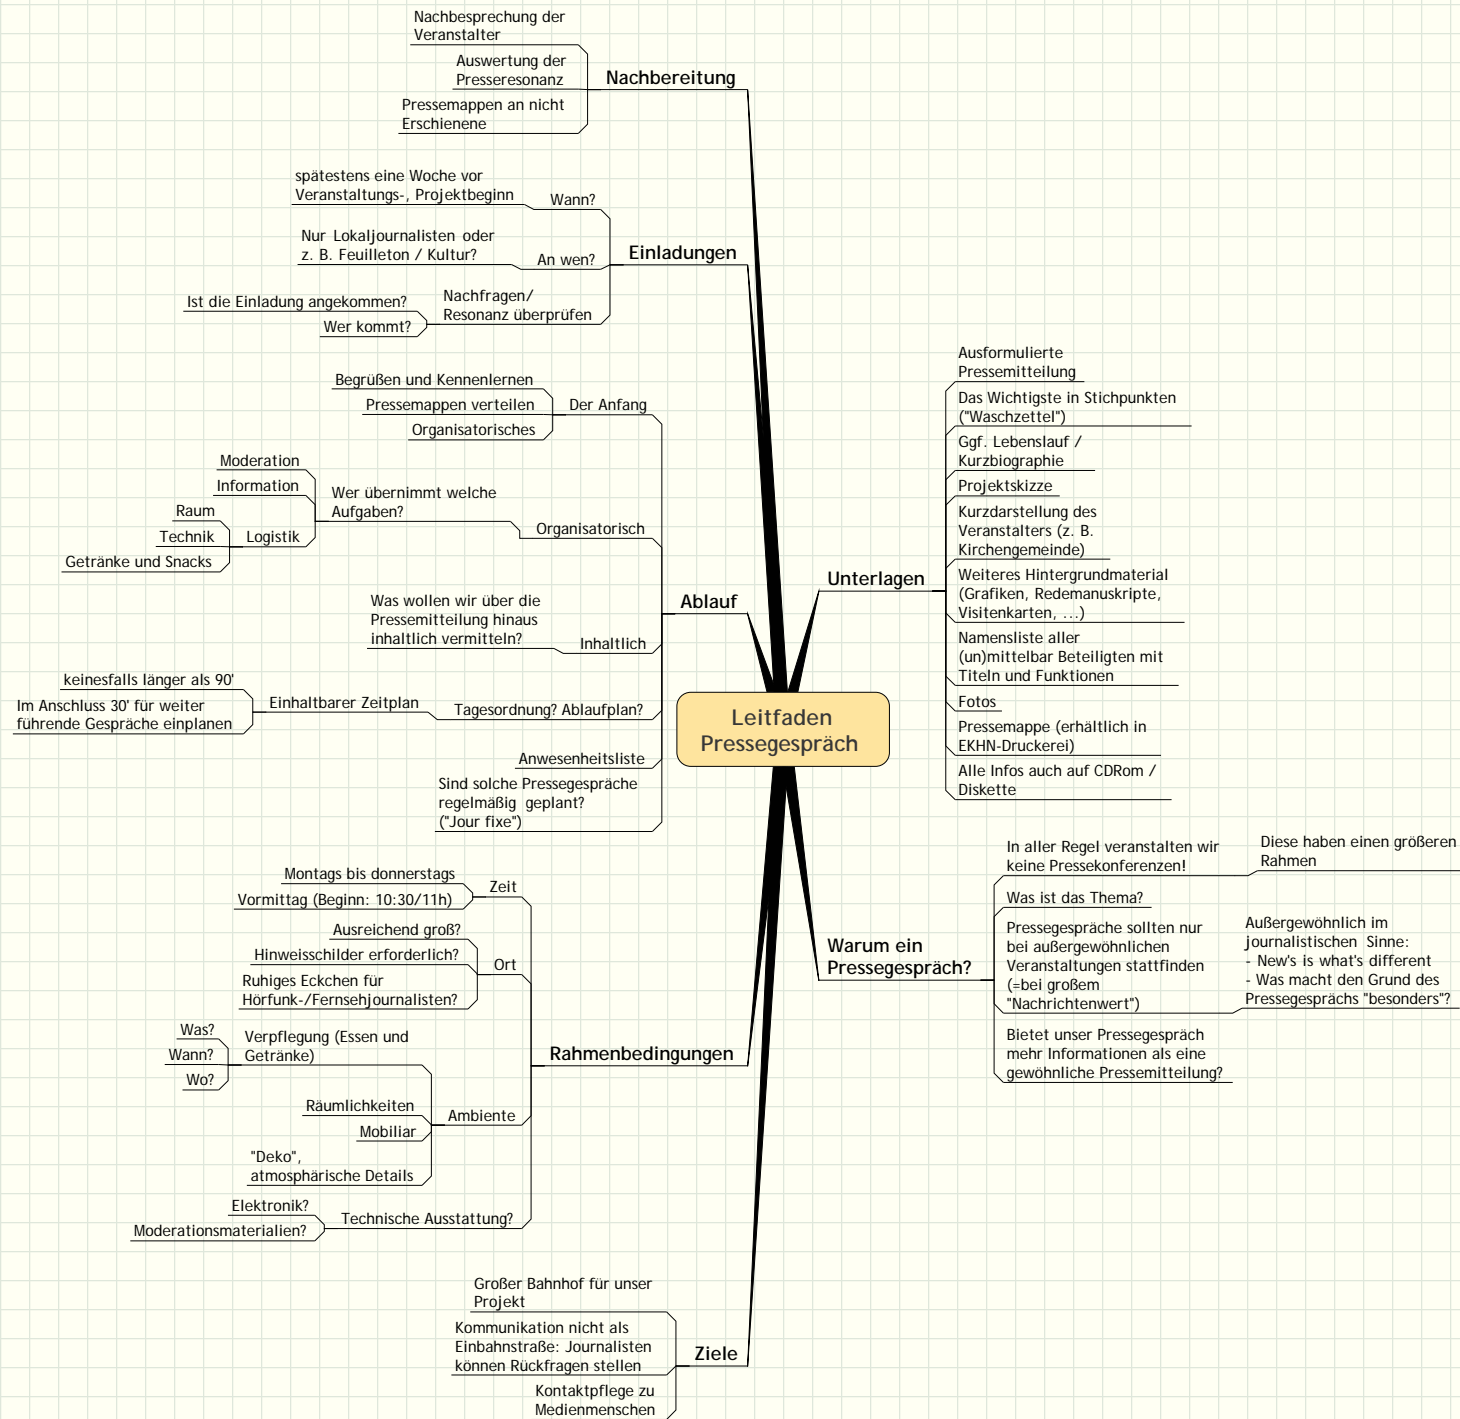 Nachbesprechung der
Veranstalter
Auswertung der
Presseresonanz
Pressemappen an nicht
Erschienene
Nachbereitung
spätestens eine Woche vor
Veranstaltungs-, Projektbeginn
Wann?
Nur Lokaljournalisten oder
z. B. Feuilleton / Kultur?
An wen?
Ist die Einladung angekommen?
Wer kommt?
Nachfragen/
Resonanz überprüfen
Einladungen
Begrüßen und Kennenlernen
Pressemappen verteilen
Organisatorisches
Der Anfang
Moderation
Information
Raum
Technik
Getränke und Snacks
Logistik
Wer übernimmt welche
Aufgaben?
Organisatorisch
Was wollen wir über die
Pressemitteilung hinaus
inhaltlich vermitteln?
Inhaltlich
keinesfalls länger als 90'
Im Anschluss 30' für weiter
führende Gespräche einplanen
Einhaltbarer Zeitplan
Tagesordnung? Ablaufplan?
Anwesenheitsliste
Sind solche Pressegespräche
regelmäßig geplant?
("Jour fixe")
Ablauf
Leitfaden
Pressegespräch
Unterlagen
Ausformulierte
Pressemitteilung
Das Wichtigste in Stichpunkten
("Waschzettel")
Ggf. Lebenslauf /
Kurzbiographie
Projektskizze
Kurzdarstellung des
Veranstalters (z. B.
Kirchengemeinde)
Weiteres Hintergrundmaterial
(Grafiken, Redemanuskripte,
Visitenkarten, ...)
Namensliste aller
(un)mittelbar Beteiligten mit
Titeln und Funktionen
Fotos
Pressemappe (erhältlich in
EKHN-Druckerei)
Alle Infos auch auf CDRom /
Diskette
Warum ein
Pressegespräch?
In aller Regel veranstalten wir
keine Pressekonferenzen!
Diese haben einen größeren
Rahmen
Was ist das Thema?
Pressegespräche sollten nur
bei außergewöhnlichen
Veranstaltungen stattfinden
(=bei großem
"Nachrichtenwert")
Außergewöhnlich im
journalistischen Sinne:
- New's is what's different
- Was macht den Grund des
Pressegesprächs "besonders"?
Bietet unser Pressegespräch
mehr Informationen als eine
gewöhnliche Pressemitteilung?
Montags bis donnerstags
Vormittag (Beginn: 10:30/11h)
Zeit
Ausreichend groß?
Hinweisschilder erforderlich?
Ruhiges Eckchen für
Hörfunk-/Fernsehjournalisten?
Ort
Was?
Wann?
Wo?
Verpflegung (Essen und
Getränke)
Räumlichkeiten
Mobiliar
"Deko",
atmosphärische Details
Ambiente
Elektronik?
Moderationsmaterialien?
Technische Ausstattung?
Rahmenbedingungen
Großer Bahnhof für unser
Projekt
Kommunikation nicht als
Einbahnstraße: Journalisten
können Rückfragen stellen
Kontaktpflege zu
Medienmenschen
Ziele